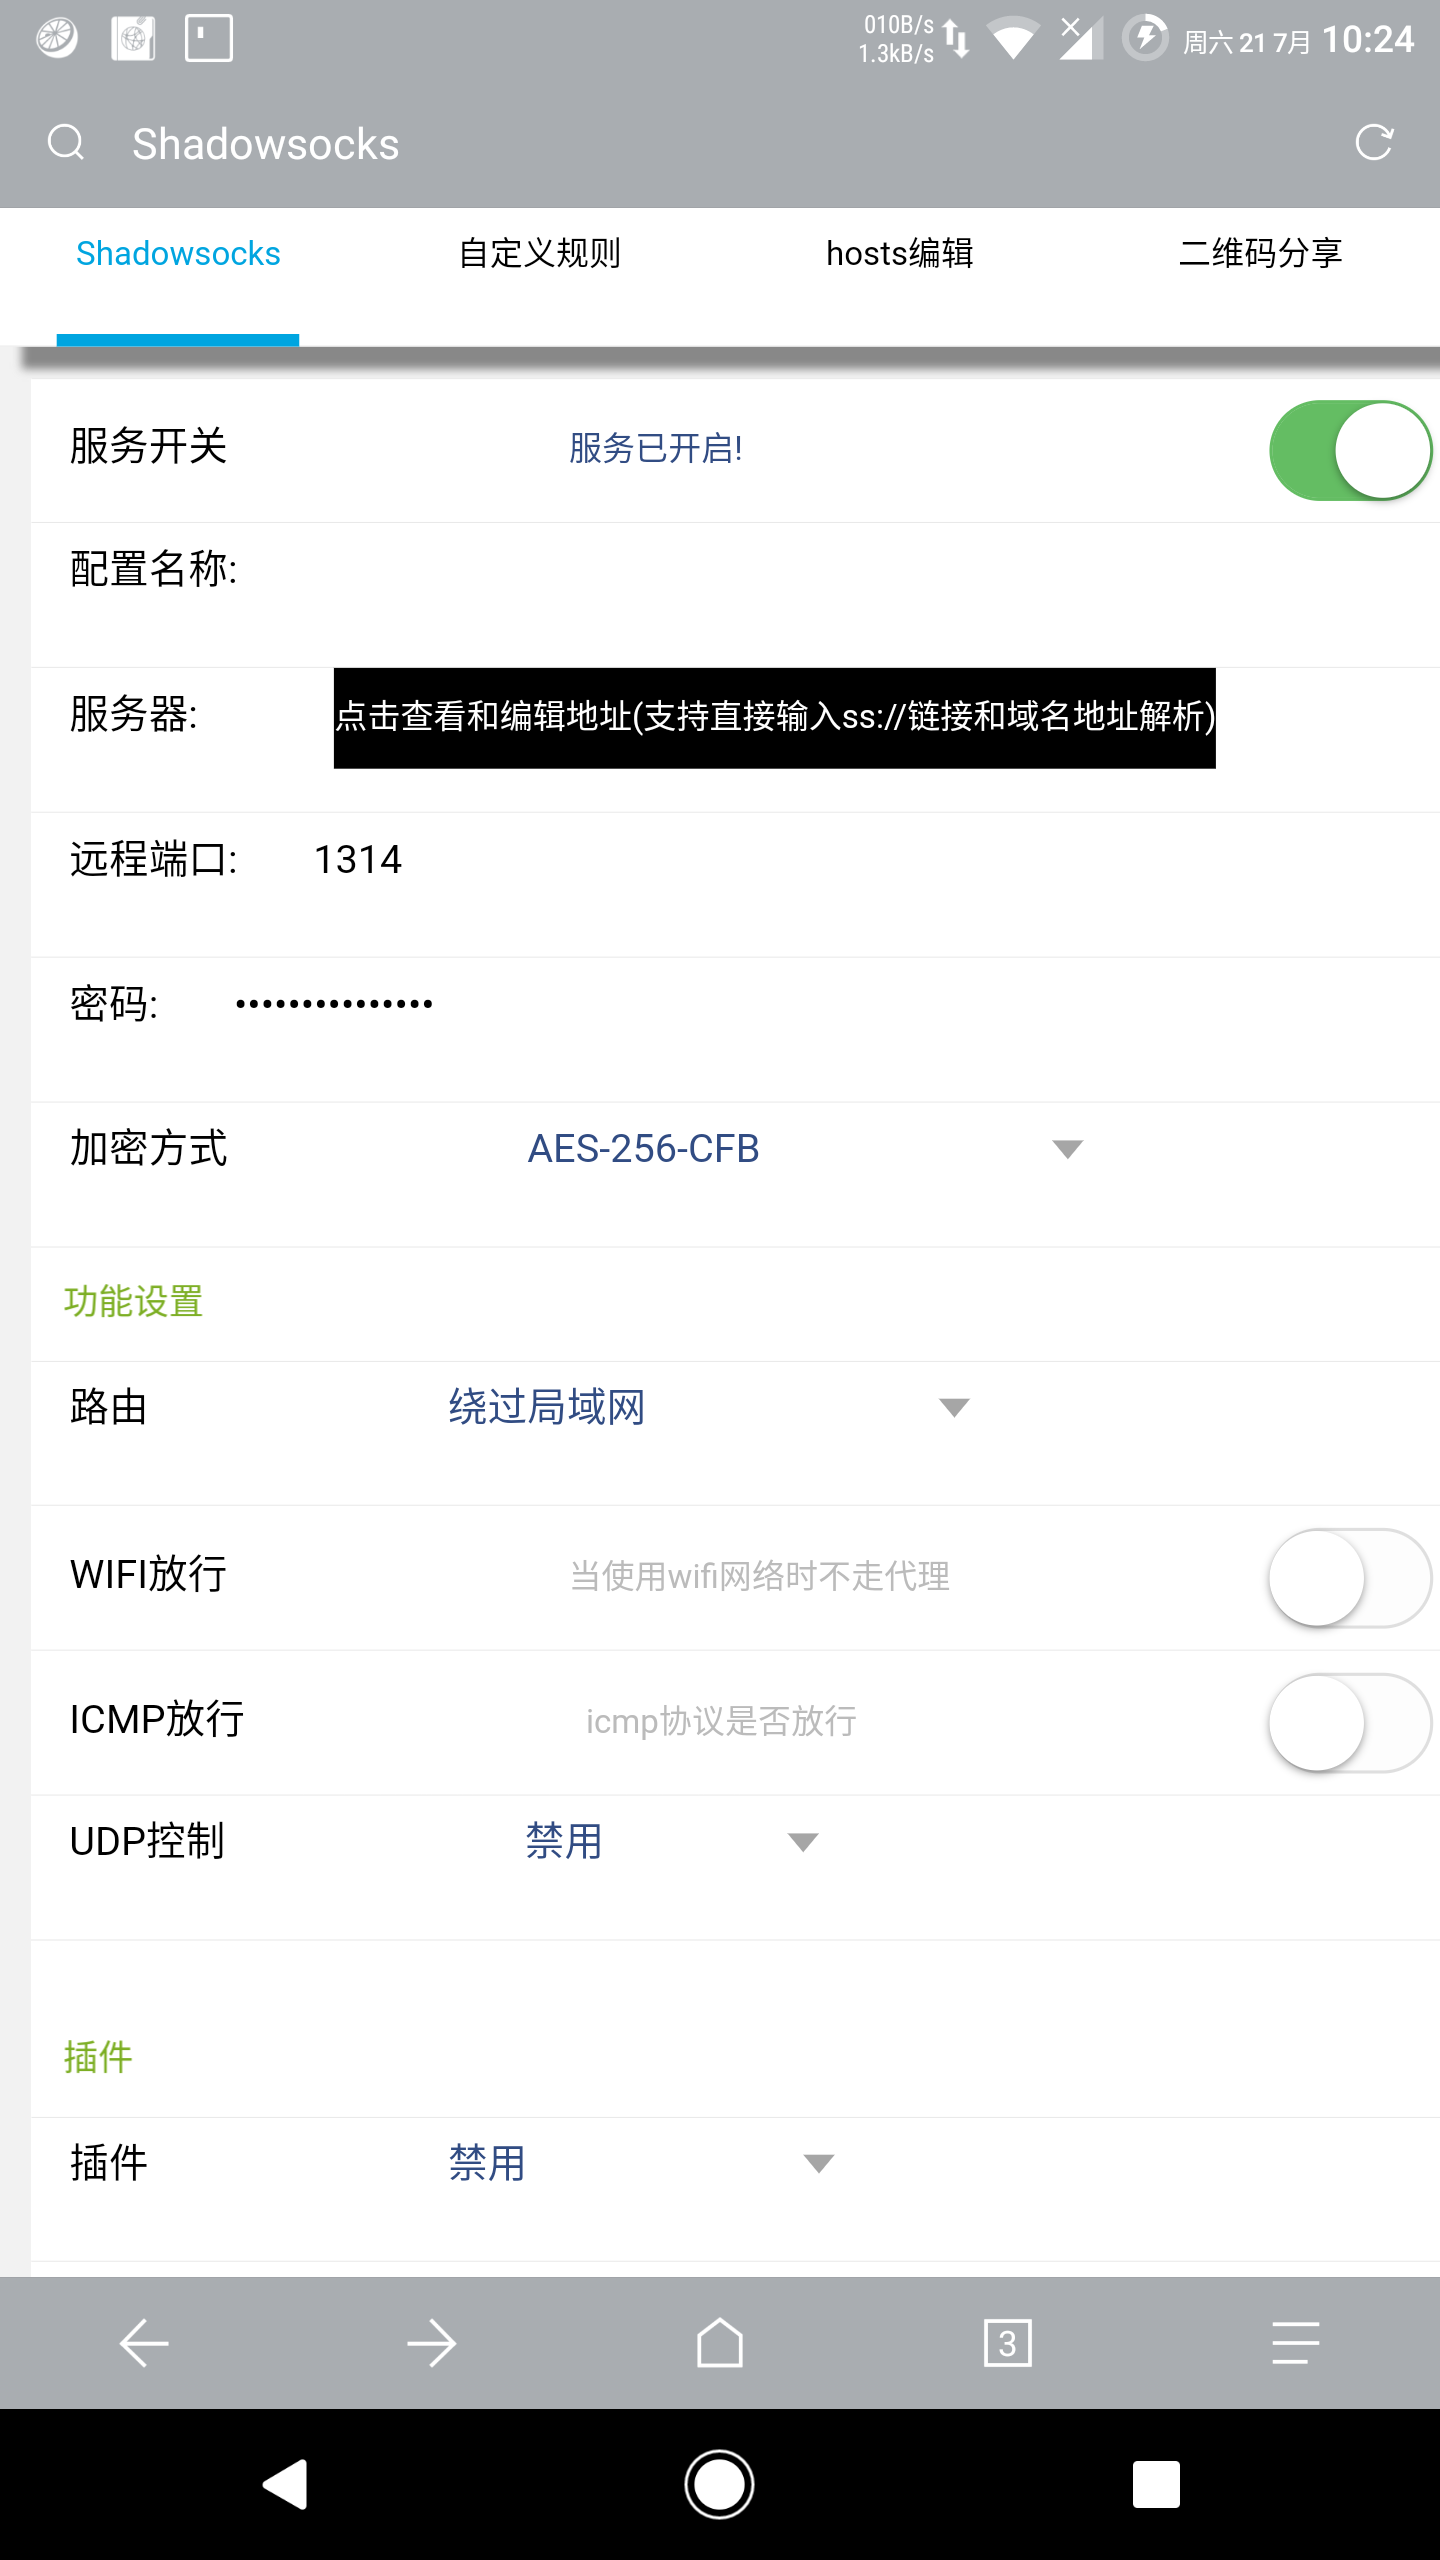 010B/s
1.3kB/s
周六 21 7月 10:24
Shadowsocks
Shadowsocks 自定义规则 hosts编辑 二维码分享
服务开关 服务已开启!
配置名称:
服务器: 点击查看和编辑地址(支持直接输入ss://链接和域名地址解析)
远程端口: 1314
密码: •••••••••••••••
加密方式 AES-256-CFB
功能设置
路由 绕过局域网
WIFI放行 当使用wifi网络时不走代理
ICMP放行 icmp协议是否放行
UDP控制 禁用
插件
插件 禁用
3